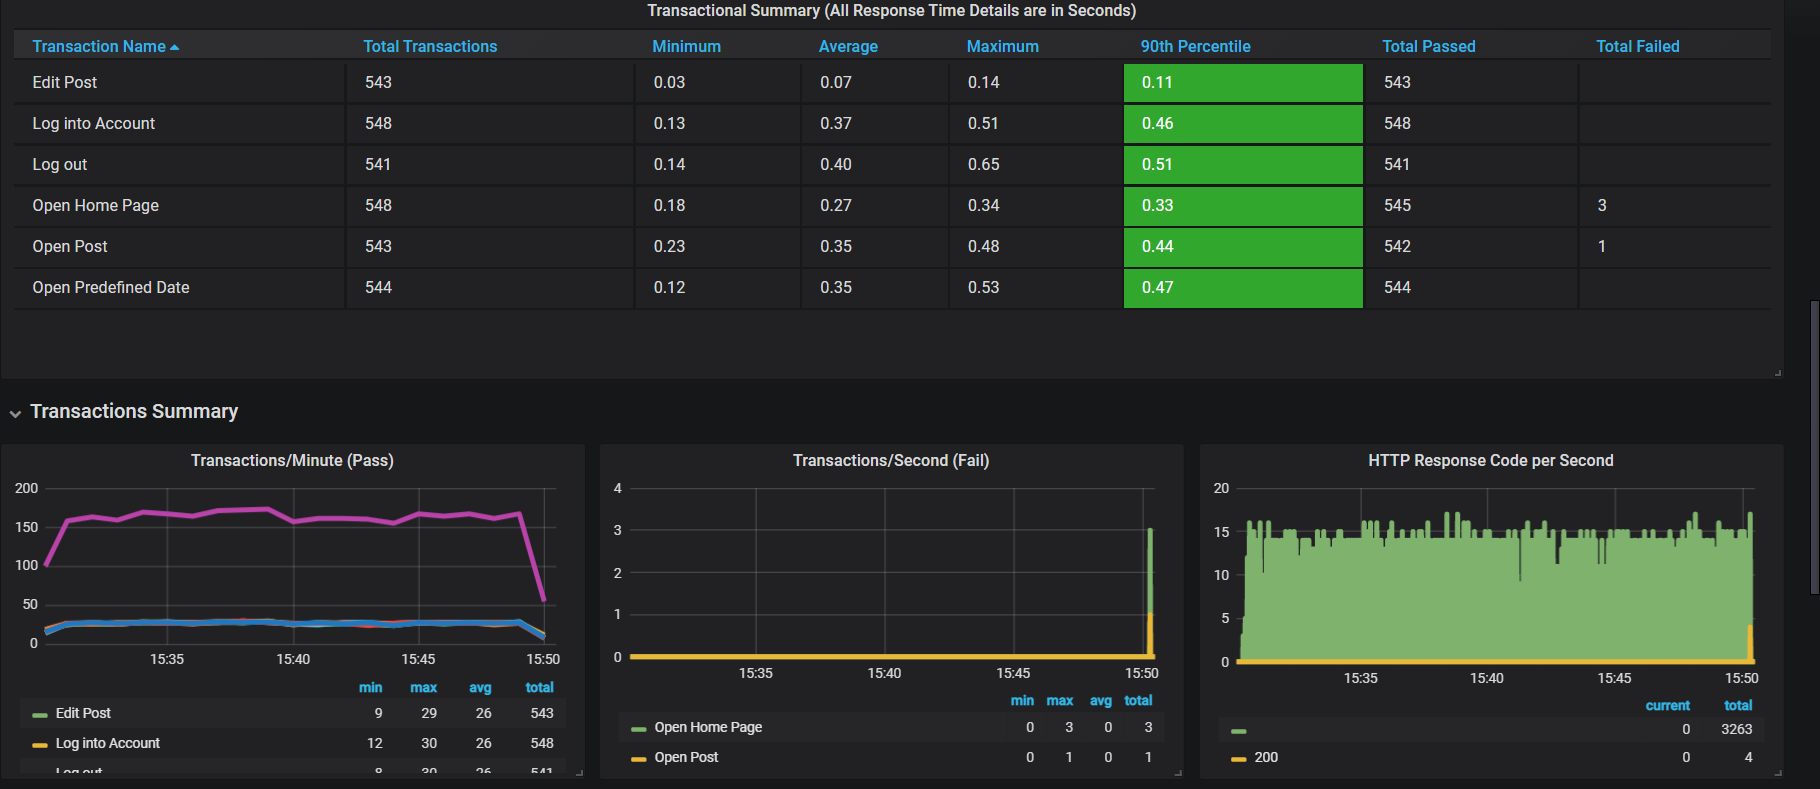 Transactional Summary (All Response Time Details are in Seconds)
Transaction Name Total Transactions Minimum Average Maximum 90th Percentile Total Passed Total Failed
Edit Post 543 0.03 0.07 0.14 0.11 543
Log into Account 548 0.13 0.37 0.51 0.46 548
Log out 541 0.14 0.40 0.65 0.51 541
Open Home Page 548 0.18 0.27 0.34 0.33 545 3
Open Post 543 0.23 0.35 0.48 0.44 542 1
Open Predefined Date 544 0.12 0.35 0.53 0.47 544
Transactions Summary
Transactions/Minute (Pass)
200
150
100
50
0
15:35 15:40 15:45 15:50
min max avg total
Edit Post 9 29 26 543
Log into Account 12 30 26 548
Log out 8 30 26 541
Transactions/Second (Fail)
4
3
2
1
0
15:35 15:40 15:45 15:50
min max avg total
Open Home Page 0 3 0 3
Open Post 0 1 0 1
HTTP Response Code per Second
20
15
10
5
0
15:35 15:40 15:45 15:50
current total
0 3263
200 0 4